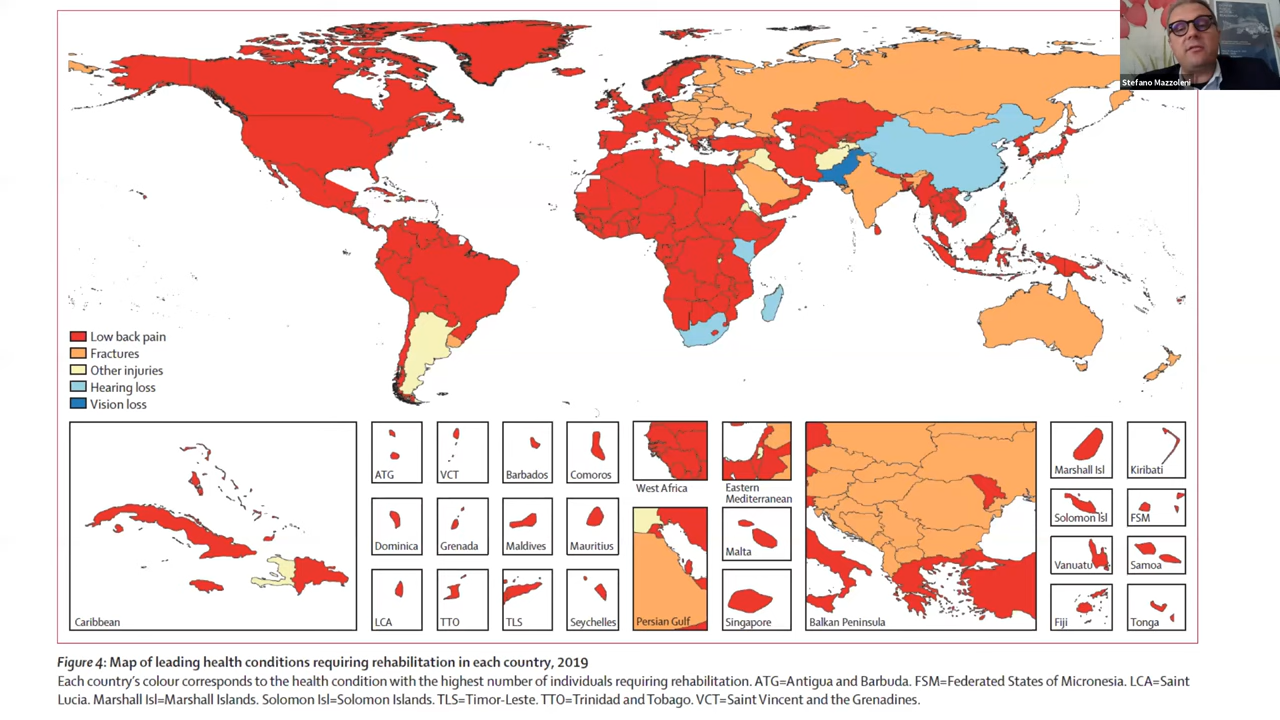 Stefano Mazzoleni
Low back pain
Fractures
Other injuries
Hearing loss
Vision loss
Caribbean
ATG
VCT
Barbados
Comoros
West Africa
Eastern
Mediterranean
Marshall Isl
Kiribati
Dominica
Grenada
Maldives
Mauritius
Malta
Solomon Isl
FSM
Vanuatu
Samoa
LCA
TTO
TLS
Seychelles
Persian Gulf
Singapore
Balkan Peninsula
Fiji
Tonga
Figure 4: Map of leading health conditions requiring rehabilitation in each country, 2019
Each country's colour corresponds to the health condition with the highest number of individuals requiring rehabilitation. ATG=Antigua and Barbuda. FSM=Federated States of Micronesia. LCA=Saint
Lucia. Marshall Isl=Marshall Islands. Solomon Isl=Solomon Islands. TLS=Timor-Leste. TTO=Trinidad and Tobago. VCT=Saint Vincent and the Grenadines.